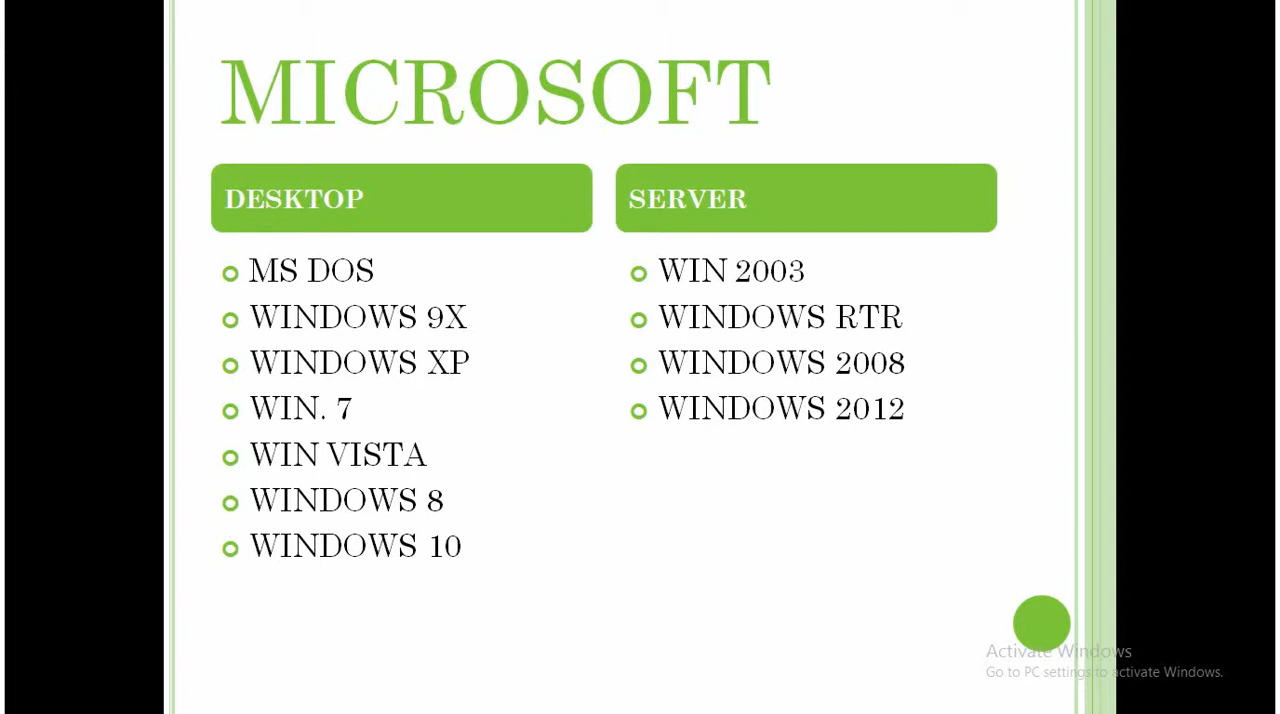 MICROSOFT
DESKTOP
MS DOS
WINDOWS 9X
WINDOWS XP
WIN. 7
WIN VISTA
WINDOWS 8
WINDOWS 10
SERVER
WIN 2003
WINDOWS RTR
WINDOWS 2008
WINDOWS 2012
Activate Windows
Go to PC settings to activate Windows.